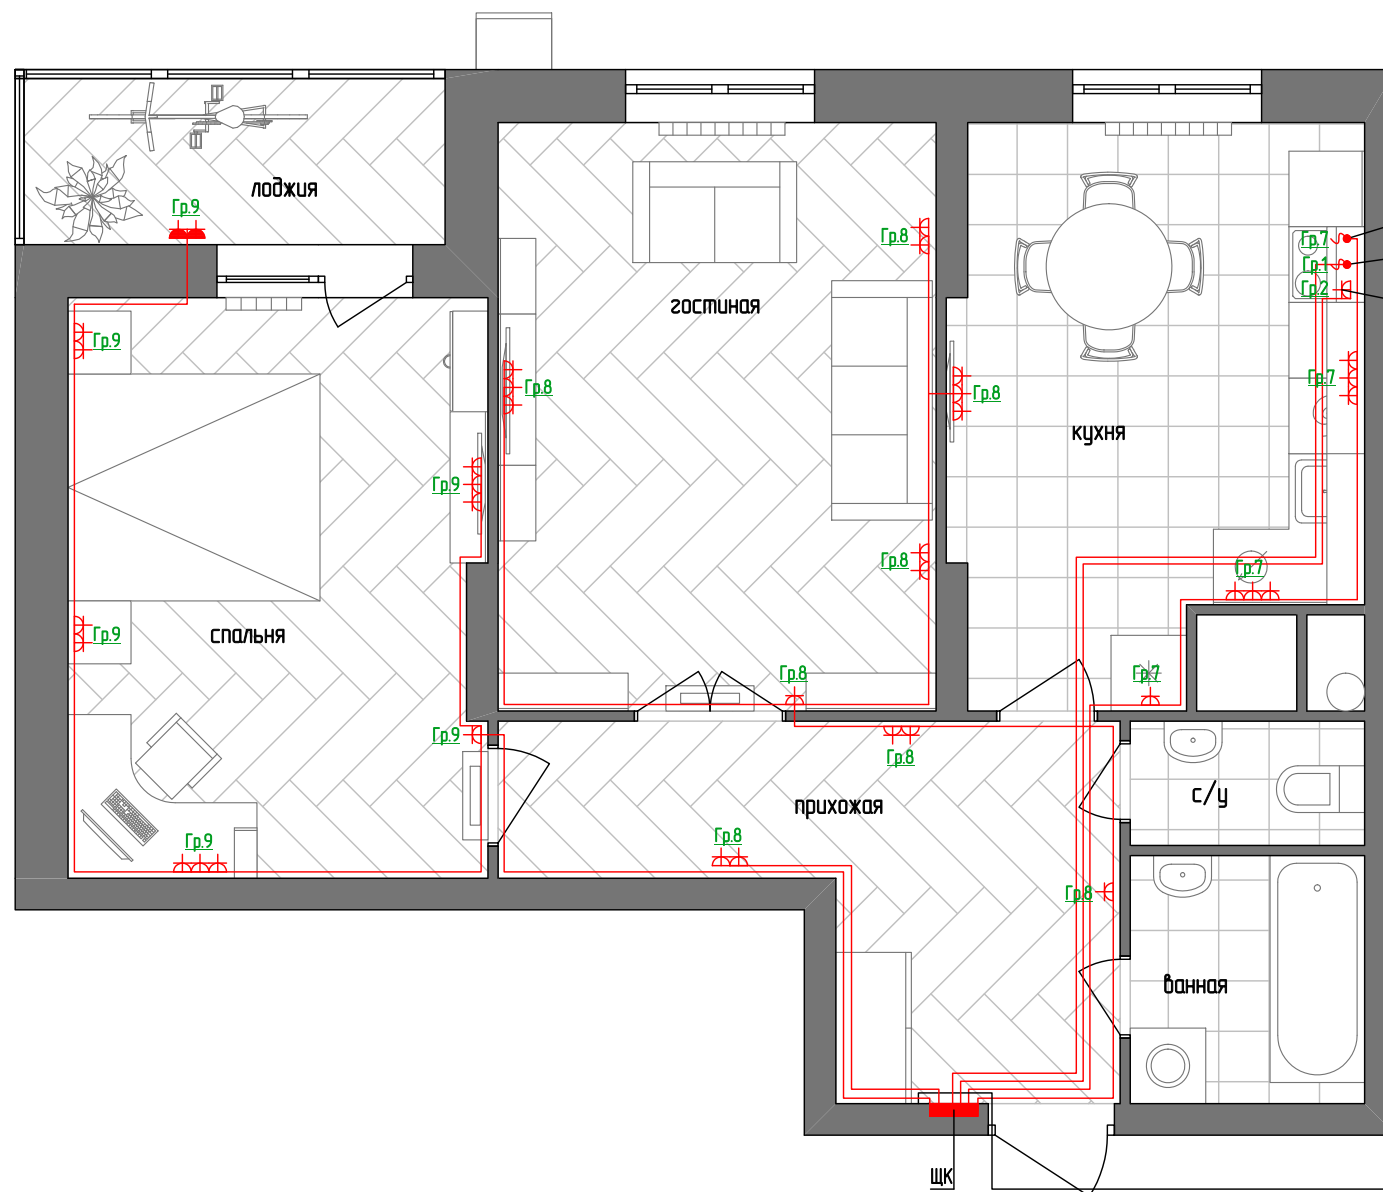 лоджия
Гр.9
Гр.8
Гр.7
Гр.1
Гр.2
гостиная
Гр.9
Гр.7
Гр.8
Гр.8
кухня
Гр.9
Гр.8
Гр.7
спальня
Гр.9
Гр.8
Гр.7
Гр.9
Гр.8
с/у
прихожая
Гр.9
Гр.8
Гр.8
ванная
ЩК